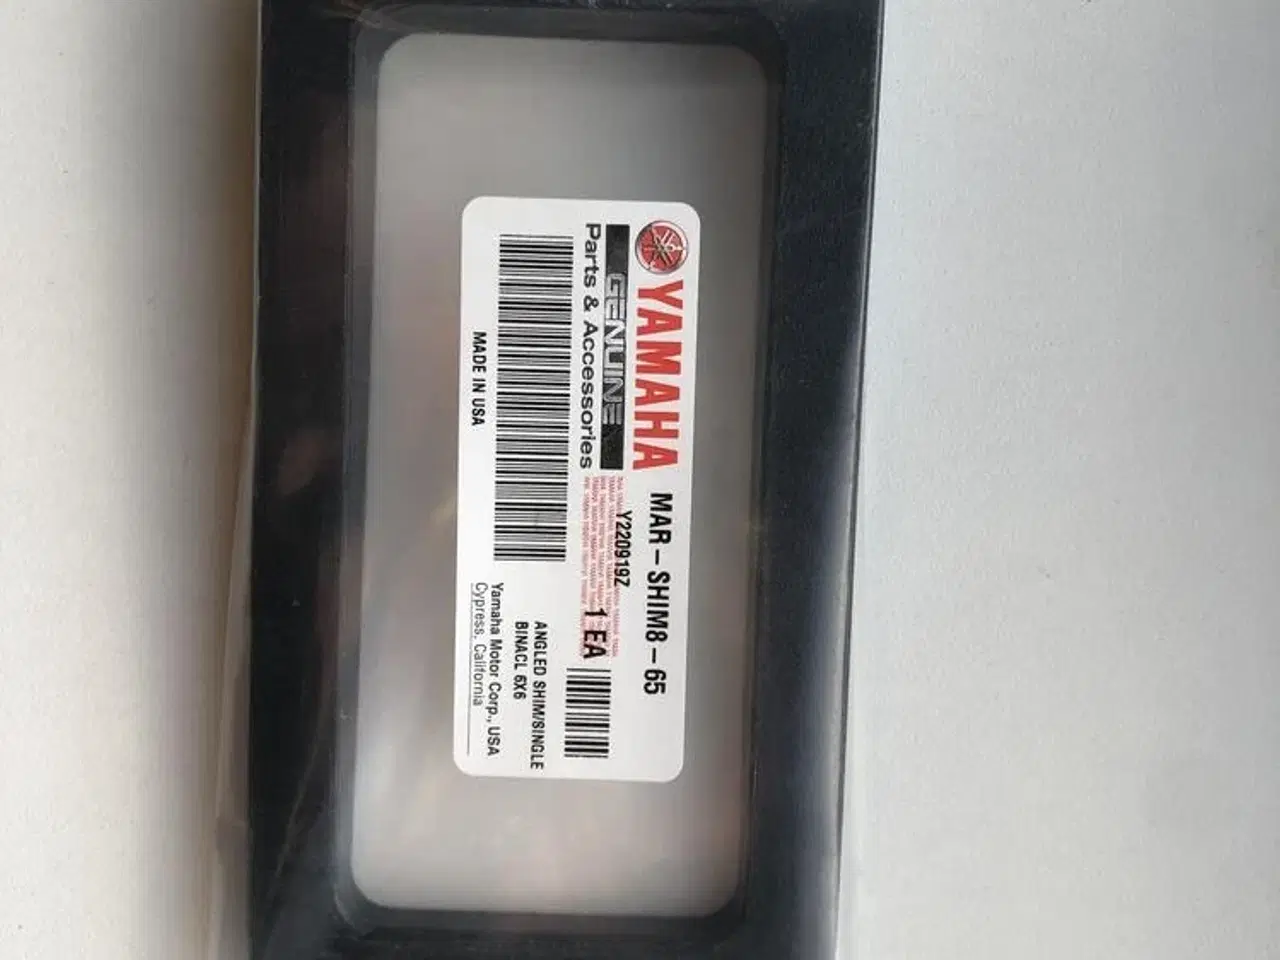 YAMAHA
GENUINE
Parts & Accessories
MADE IN USA
MAR-SHIM8-65
Y220919Z
1 EA
ANGLED SHIM/SINGLE
BINACL 6X6
Yamaha Motor Corp., USA
Cypress, California